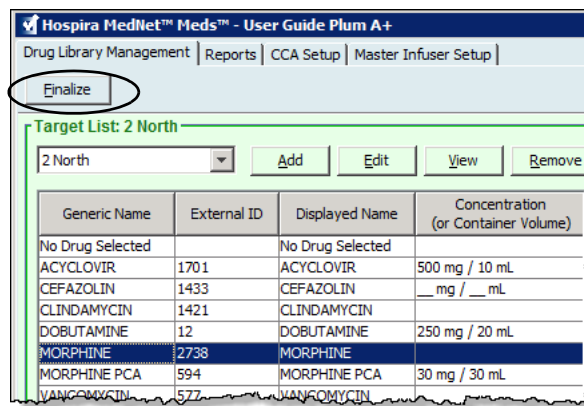 Hospira MedNet™ Meds™ - User Guide Plum A+
Drug Library Management Reports CCA Setup Master Infuser Setup
Finalize
Target List: 2 North
2 North Add Edit View Remove
Generic Name External ID Displayed Name Concentration (or Container Volume)
No Drug Selected No Drug Selected
ACYCLOVIR 1701 ACYCLOVIR 500 mg / 10 mL
CEFAZOLIN 1433 CEFAZOLIN __ mg / __ mL
CLINDAMYCIN 1421 CLINDAMYCIN
DOBUTAMINE 12 DOBUTAMINE 250 mg / 20 mL
MORPHINE 2738 MORPHINE
MORPHINE PCA 594 MORPHINE PCA 30 mg / 30 mL
VANCOMYCIN 577 VANCOMYCIN